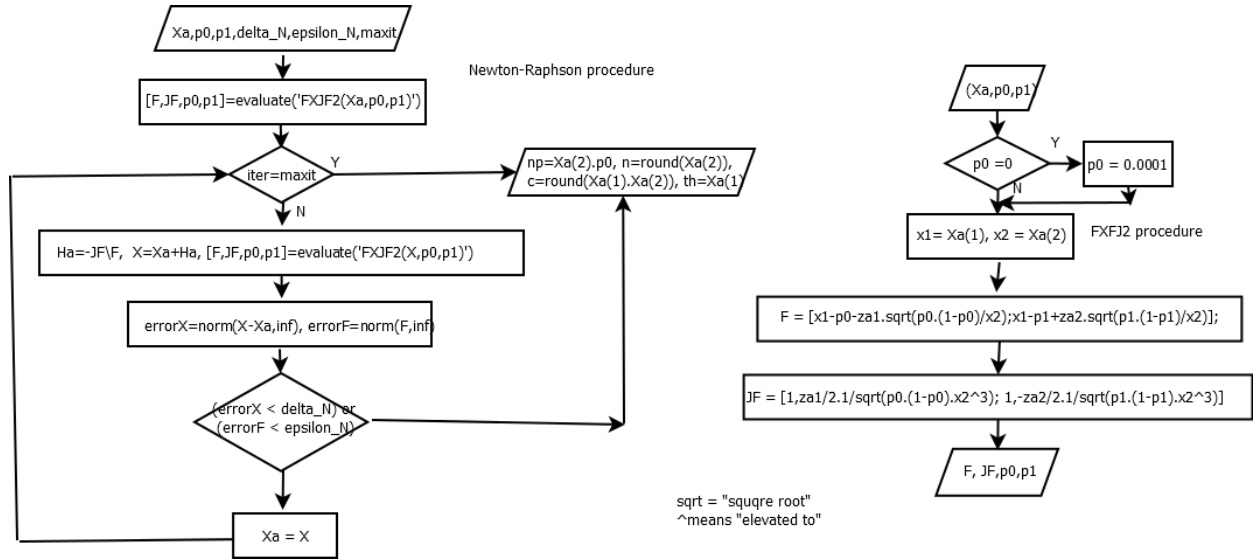 Xa,p0,p1,delta_N,epsilon_N,maxit
Newton-Raphson procedure
[F,JF,p0,p1]=evaluate('FXJF2(Xa,p0,p1)')
iter=maxit
Y
N
np=Xa(2).p0, n=round(Xa(2)),
c=round(Xa(1).Xa(2)), th=Xa(1)
Ha=-JF\F, X=Xa+Ha, [F,JF,p0,p1]=evaluate('FXJF2(X,p0,p1)')
errorX=norm(X-Xa,inf), errorF=norm(F,inf)
(errorX < delta_N) or
(errorF < epsilon_N)
Xa = X
(Xa,p0,p1)
p0 =0
Y
N
p0 = 0.0001
x1= Xa(1), x2 = Xa(2)
FXFJ2 procedure
F = [x1-p0-za1.sqrt(p0.(1-p0)/x2);x1-p1+za2.sqrt(p1.(1-p1)/x2)];
JF = [1,za1/2.1/sqrt(p0.(1-p0).x2^3); 1,-za2/2.1/sqrt(p1.(1-p1).x2^3)]
F, JF,p0,p1
sqrt = "squqre root"
^means "elevated to"